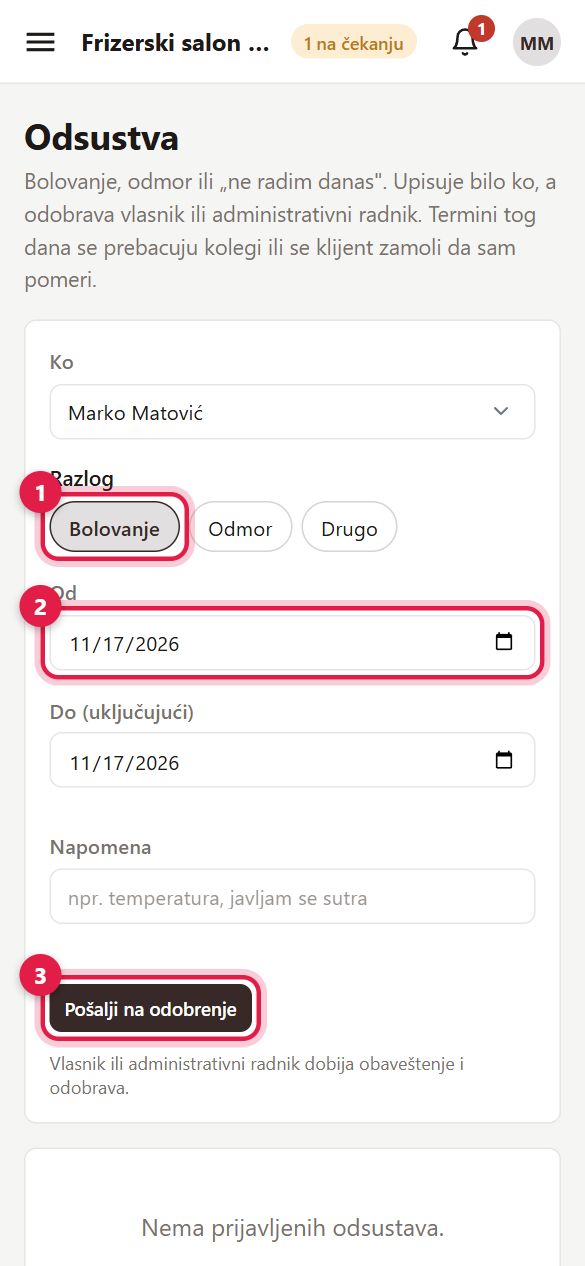 Frizerski salon ...
1 na čekanju
1
MM
Odsustva
Bolovanje, odmor ili „ne radim danas". Upisuje bilo ko, a
odobrava vlasnik ili administrativni radnik. Termini tog
dana se prebacuju kolegi ili se klijent zamoli da sam
pomeri.
Ko
Marko Matović
Razlog
1
Bolovanje
Odmor
Drugo
Od
2
11/17/2026
Do (uključujući)
11/17/2026
Napomena
npr. temperatura, javljam se sutra
3
Pošalji na odobrenje
Vlasnik ili administrativni radnik dobija obaveštenje i
odobrava.
Nema prijavljenih odsustava.